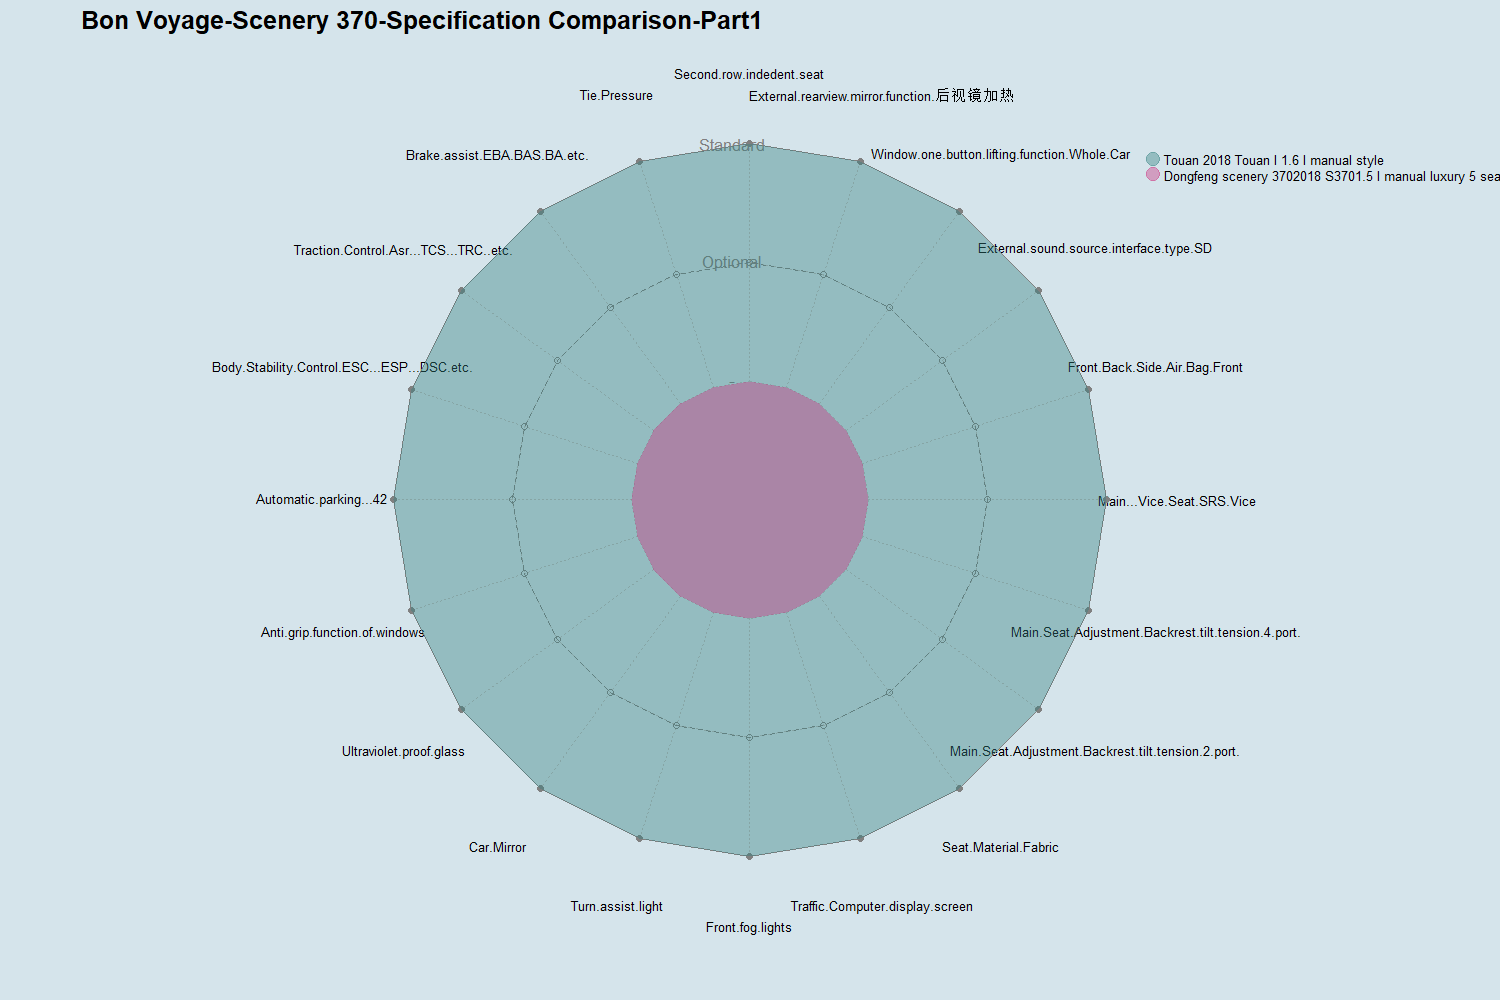 Bon Voyage-Scenery 370-Specification Comparison-Part1
Second.row.indedent.seat
Tie.Pressure
External.rearview.mirror.function.后视镜加热
Standard
Brake.assist.EBA.BAS.BA.etc.
Window.one.button.lifting.function.Whole.Car
Touan 2018 Touan I 1.6 l manual style
Dongfeng scenery 3702018 S3701.5 l manual luxury 5 sea
Traction.Control.Asr...TCS...TRC..etc.
External.sound.source.interface.type.SD
Optional
Body.Stability.Control.ESC...ESP...DSC.etc.
Front.Back.Side.Air.Bag.Front
-
Automatic.parking...42
Main...Vice.Seat.SRS.Vice
Anti.grip.function.of.windows
Main.Seat.Adjustment.Backrest.tilt.tension.4.port.
Ultraviolet.proof.glass
Main.Seat.Adjustment.Backrest.tilt.tension.2.port.
Car.Mirror
Seat.Material.Fabric
Turn.assist.light
Traffic.Computer.display.screen
Front.fog.lights